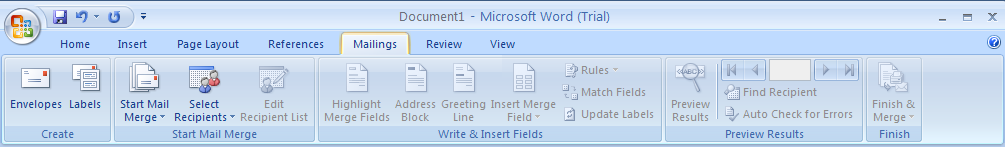 Document1 - Microsoft Word (Trial)
Home Insert Page Layout References Mailings Review View
Envelopes Labels
Start Mail Merge
Select Recipients
Edit Recipient List
Highlight Merge Fields
Address Block
Greeting Line
Insert Merge Field
Rules
Match Fields
Update Labels
ABC
Preview Results
Find Recipient
Auto Check for Errors
Finish & Merge
Create
Start Mail Merge
Write & Insert Fields
Preview Results
Finish